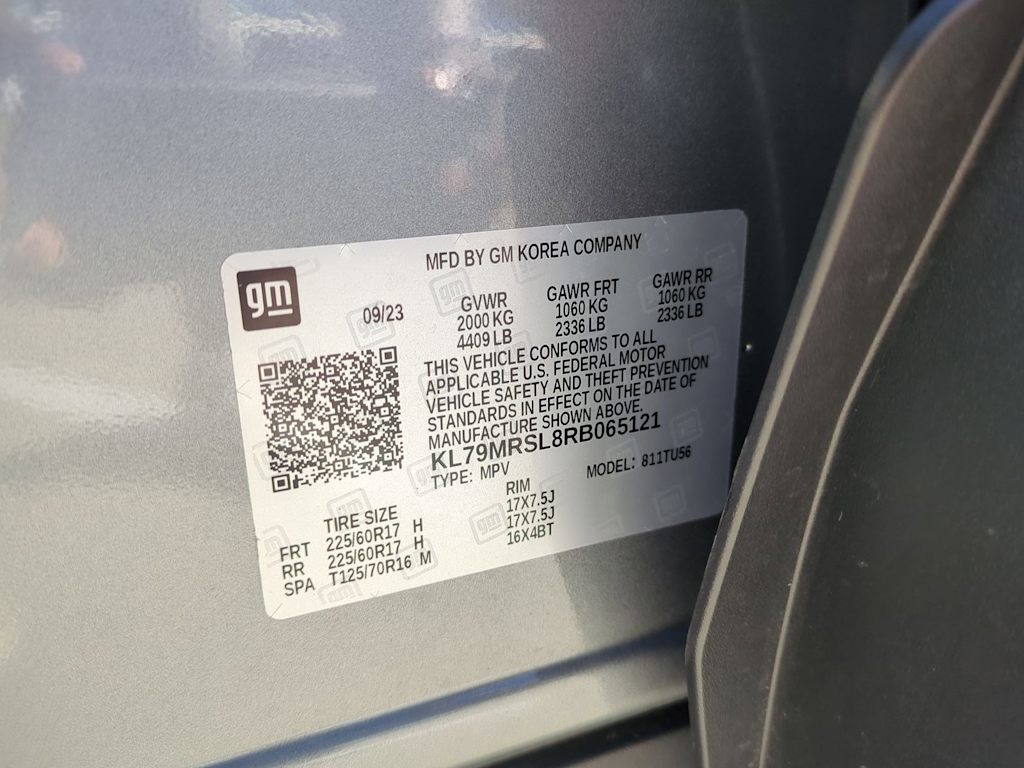 gm
MFD BY GM KOREA COMPANY
09/23
GVWR
2000 KG
4409 LB
GAWR FRT
1060 KG
2336 LB
GAWR RR
1060 KG
2336 LB
THIS VEHICLE CONFORMS TO ALL
APPLICABLE U.S. FEDERAL MOTOR
VEHICLE SAFETY AND THEFT PREVENTION
STANDARDS IN EFFECT ON THE DATE OF
MANUFACTURE SHOWN ABOVE.
KL79MRSL8RB065121
TYPE: MPV MODEL: 811TU56
TIRE SIZE RIM
FRT 225/60R17 H 17X7.5J
RR 225/60R17 H 17X7.5J
SPA T125/70R16 M 16X4BT